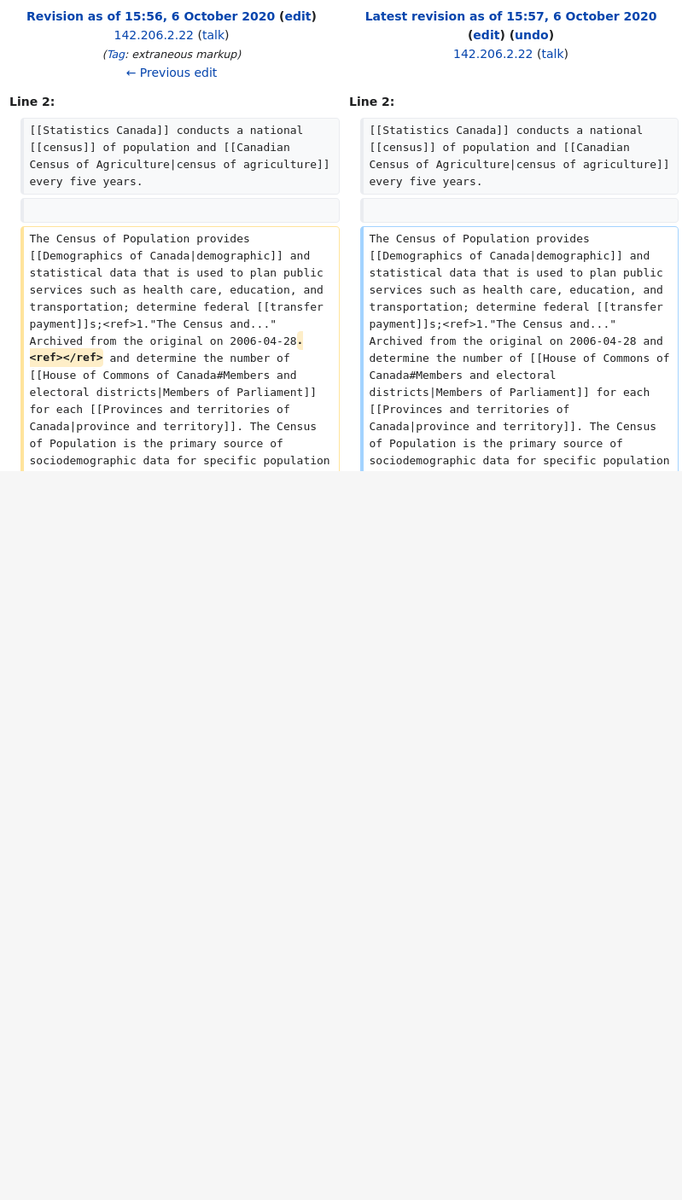 Revision as of 15:56, 6 October 2020 (edit)
142.206.2.22 (talk)
(Tag: extraneous markup)
← Previous edit
Line 2:
[[Statistics Canada]] conducts a national
[[census]] of population and [[Canadian
Census of Agriculture|census of agriculture]]
every five years.
The Census of Population provides
[[Demographics of Canada|demographic]] and
statistical data that is used to plan public
services such as health care, education, and
transportation; determine federal [[transfer
payment]]s;<ref>1."The Census and..."
Archived from the original on 2006-04-28.
<ref></ref> and determine the number of
[[House of Commons of Canada#Members and
electoral districts|Members of Parliament]]
for each [[Provinces and territories of
Canada|province and territory]]. The Census
of Population is the primary source of
sociodemographic data for specific population
Latest revision as of 15:57, 6 October 2020
(edit) (undo)
142.206.2.22 (talk)
Line 2:
[[Statistics Canada]] conducts a national
[[census]] of population and [[Canadian
Census of Agriculture|census of agriculture]]
every five years.
The Census of Population provides
[[Demographics of Canada|demographic]] and
statistical data that is used to plan public
services such as health care, education, and
transportation; determine federal [[transfer
payment]]s;<ref>1."The Census and..."
Archived from the original on 2006-04-28 and
determine the number of [[House of Commons of
Canada#Members and electoral
districts|Members of Parliament]] for each
[[Provinces and territories of
Canada|province and territory]]. The Census
of Population is the primary source of
sociodemographic data for specific population